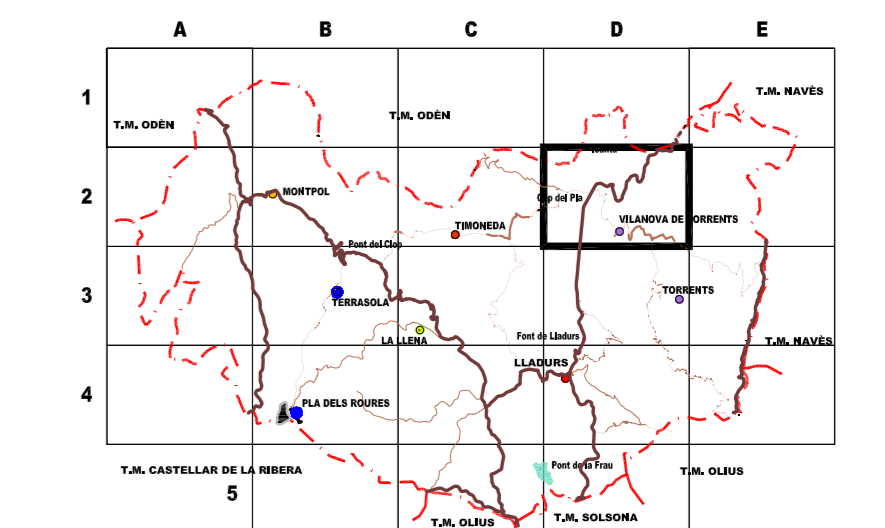 A B C D E
1
T.M. NAVÈS
T.M. ODÈN
T.M. ODÈN
2
MONTPOL
Cap del Pla
TIMONEDA
VILANOVA DE TORRENTS
Pont del Clop
3
TORRENTS
TERRASOLA
Font de Lladurs
LA LLENA
T.M. NAVÈS
LLADURS
4
PLA DELS ROURES
T.M. CASTELLAR DE LA RIBERA
Pont de la Frau
T.M. OLIUS
5
T.M. OLIUS
T.M. SOLSONA